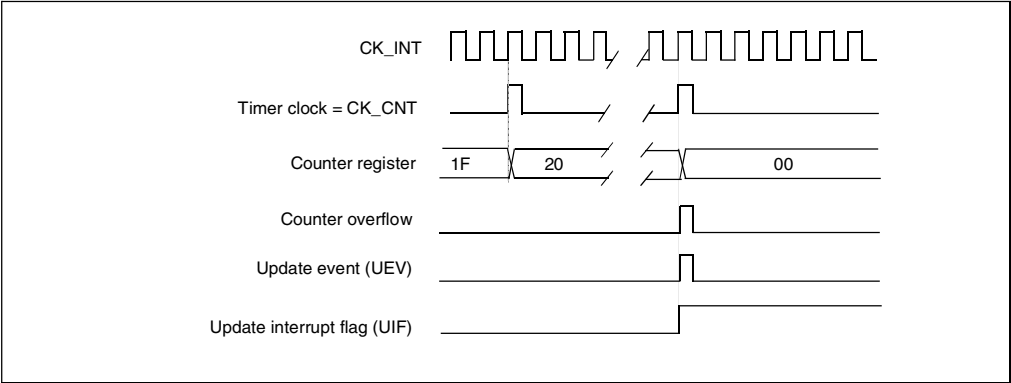 CK_INT
Timer clock = CK_CNT
Counter register 1F 20 00
Counter overflow
Update event (UEV)
Update interrupt flag (UIF)